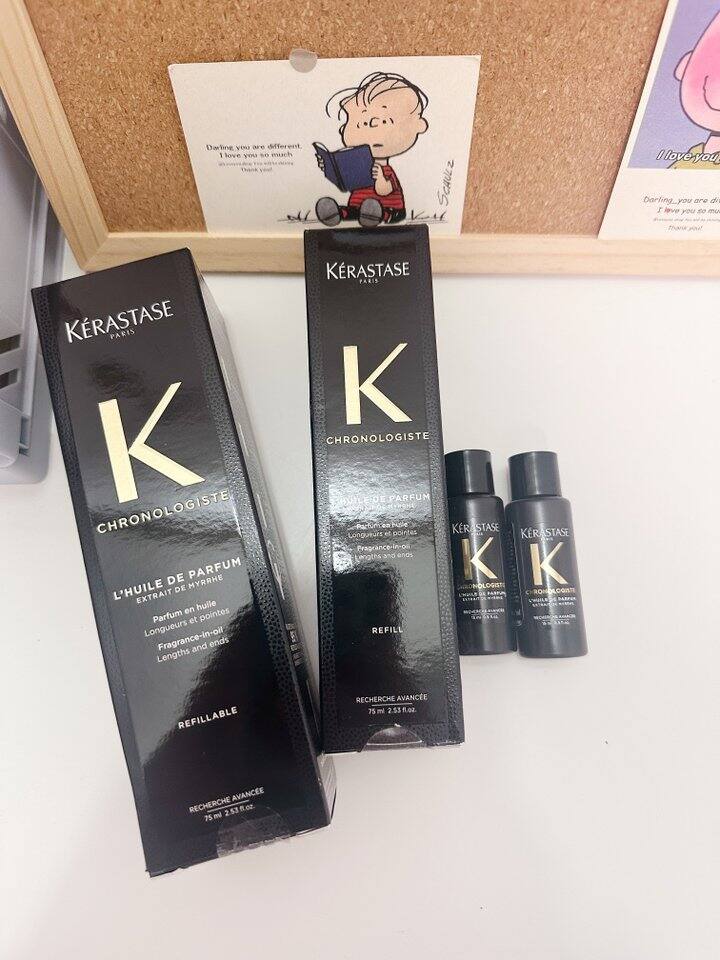 Darling you are different.
I love you so much
Thank you!
SCHULZ
I love you
Darling_you are di
I love you so mu
Thank you!
KÉRASTASE
PARIS
K
CHRONOLOGISTE
L'HUILE DE PARFUM
EXTRAIT DE MYRRHE
Parfum en huile
Longueurs et pointes
Fragrance-in-oil
Lengths and ends
REFILLABLE
RECHERCHE AVANCÉE
75 ml 2.53 fl.oz.
KÉRASTASE
PARIS
K
CHRONOLOGISTE
L'HUILE DE PARFUM
EXTRAIT DE MYRRHE
Parfum en huile
Longueurs et pointes
Fragrance-in-oil
Lengths and ends
REFILL
RECHERCHE AVANCÉE
75 ml 2.53 fl.oz.
KÉRASTASE
PARIS
K
CHRONOLOGISTE
L'HUILE DE PARFUM
EXTRAIT DE MYRRHE
RECHERCHE AVANCÉE
KÉRASTASE
PARIS
K
CHRONOLOGISTE
L'HUILE DE PARFUM
EXTRAIT DE MYRRHE
RECHERCHE AVANCÉE